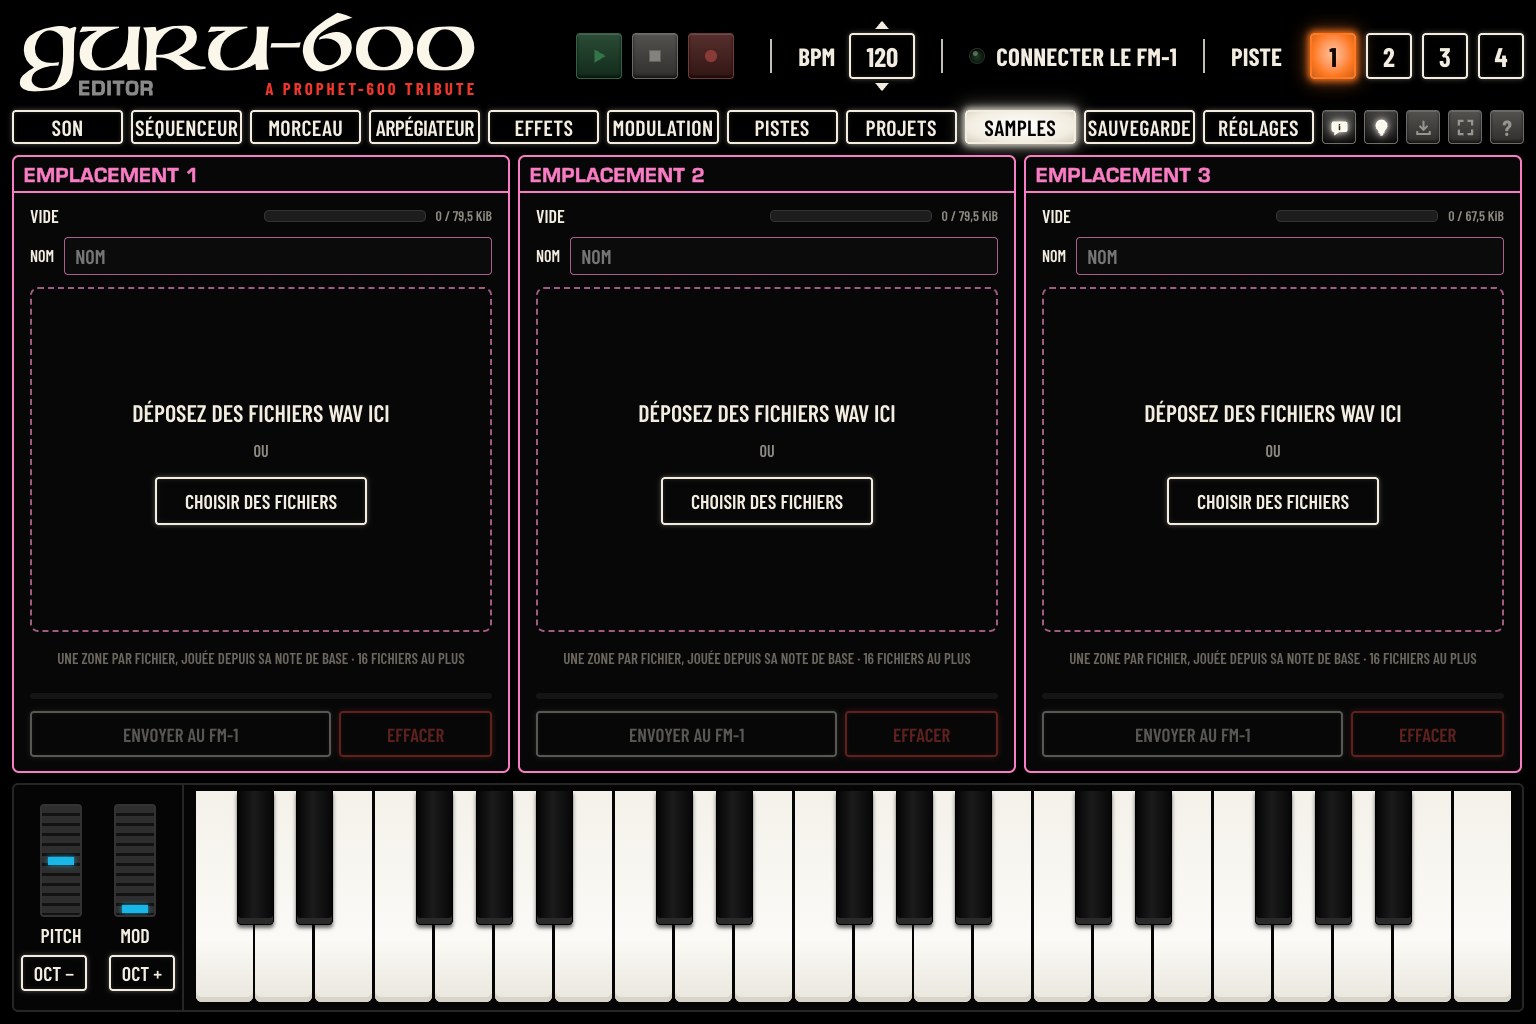 guru-600
EDITOR
A PROPHET-600 TRIBUTE
BPM
120
CONNECTER LE FM-1
PISTE
1
2
3
4
SON
SÉQUENCEUR
MORCEAU
ARPÉGIATEUR
EFFETS
MODULATION
PISTES
PROJETS
SAMPLES
SAUVEGARDE
RÉGLAGES
?
EMPLACEMENT 1
VIDE
0 / 79,5 KiB
NOM
NOM
DÉPOSEZ DES FICHIERS WAV ICI
OU
CHOISIR DES FICHIERS
UNE ZONE PAR FICHIER, JOUÉE DEPUIS SA NOTE DE BASE · 16 FICHIERS AU PLUS
ENVOYER AU FM-1
EFFACER
EMPLACEMENT 2
VIDE
0 / 79,5 KiB
NOM
NOM
DÉPOSEZ DES FICHIERS WAV ICI
OU
CHOISIR DES FICHIERS
UNE ZONE PAR FICHIER, JOUÉE DEPUIS SA NOTE DE BASE · 16 FICHIERS AU PLUS
ENVOYER AU FM-1
EFFACER
EMPLACEMENT 3
VIDE
0 / 67,5 KiB
NOM
NOM
DÉPOSEZ DES FICHIERS WAV ICI
OU
CHOISIR DES FICHIERS
UNE ZONE PAR FICHIER, JOUÉE DEPUIS SA NOTE DE BASE · 16 FICHIERS AU PLUS
ENVOYER AU FM-1
EFFACER
PITCH
MOD
OCT −
OCT +